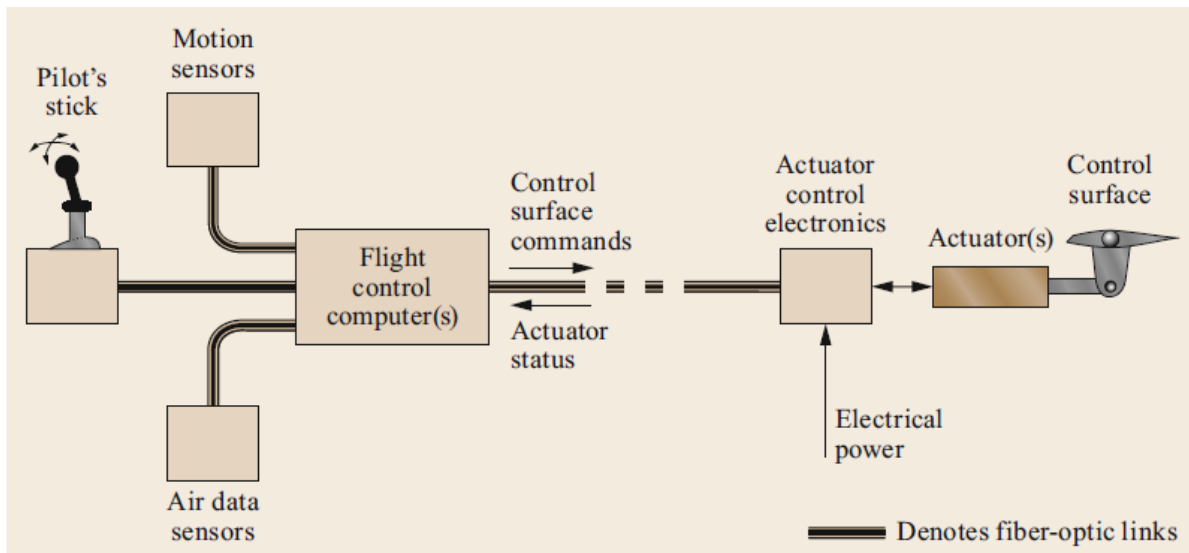 Motion
sensors
Pilot's
stick
Flight
control
computer(s)
Control
surface
commands
Actuator
status
Actuator
control
electronics
Actuator(s)
Control
surface
Electrical
power
Air data
sensors
Denotes fiber-optic links